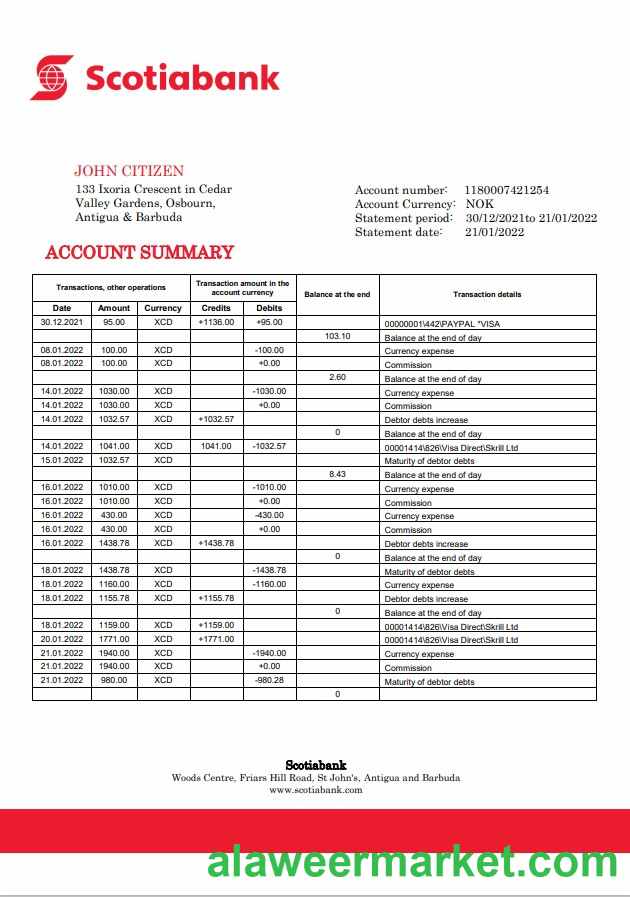 Scotiabank
JOHN CITIZEN
133 Ixoria Crescent in Cedar
Valley Gardens, Osbourn,
Antigua & Barbuda
Account number: 1180007421254
Account Currency: NOK
Statement period: 30/12/2021to 21/01/2022
Statement date: 21/01/2022
ACCOUNT SUMMARY
Transactions, other operations Transaction amount in the account currency Balance at the end Transaction details
Date Amount Currency Credits Debits
30.12.2021 95.00 XCD +1136.00 +95.00 00000001\442\PAYPAL *VISA
103.10 Balance at the end of day
08.01.2022 100.00 XCD -100.00 Currency expense
08.01.2022 100.00 XCD +0.00 Commission
2.60 Balance at the end of day
14.01.2022 1030.00 XCD -1030.00 Currency expense
14.01.2022 1030.00 XCD +0.00 Commission
14.01.2022 1032.57 XCD +1032.57 Debtor debts increase
0 Balance at the end of day
14.01.2022 1041.00 XCD 1041.00 -1032.57 00001414\826\Visa Direct\Skrill Ltd
15.01.2022 1032.57 XCD Maturity of debtor debts
8.43 Balance at the end of day
16.01.2022 1010.00 XCD -1010.00 Currency expense
16.01.2022 1010.00 XCD +0.00 Commission
16.01.2022 430.00 XCD -430.00 Currency expense
16.01.2022 430.00 XCD +0.00 Commission
16.01.2022 1438.78 XCD +1438.78 Debtor debts increase
0 Balance at the end of day
18.01.2022 1438.78 XCD -1438.78 Maturity of debtor debts
18.01.2022 1160.00 XCD -1160.00 Currency expense
18.01.2022 1155.78 XCD +1155.78 Debtor debts increase
0 Balance at the end of day
18.01.2022 1159.00 XCD +1159.00 00001414\826\Visa Direct\Skrill Ltd
20.01.2022 1771.00 XCD +1771.00 00001414\826\Visa Direct\Skrill Ltd
21.01.2022 1940.00 XCD -1940.00 Currency expense
21.01.2022 1940.00 XCD +0.00 Commission
21.01.2022 980.00 XCD -980.28 Maturity of debtor debts
0
Scotiabank
Woods Centre, Friars Hill Road, St John's, Antigua and Barbuda
www.scotiabank.com
alaweermarket.com